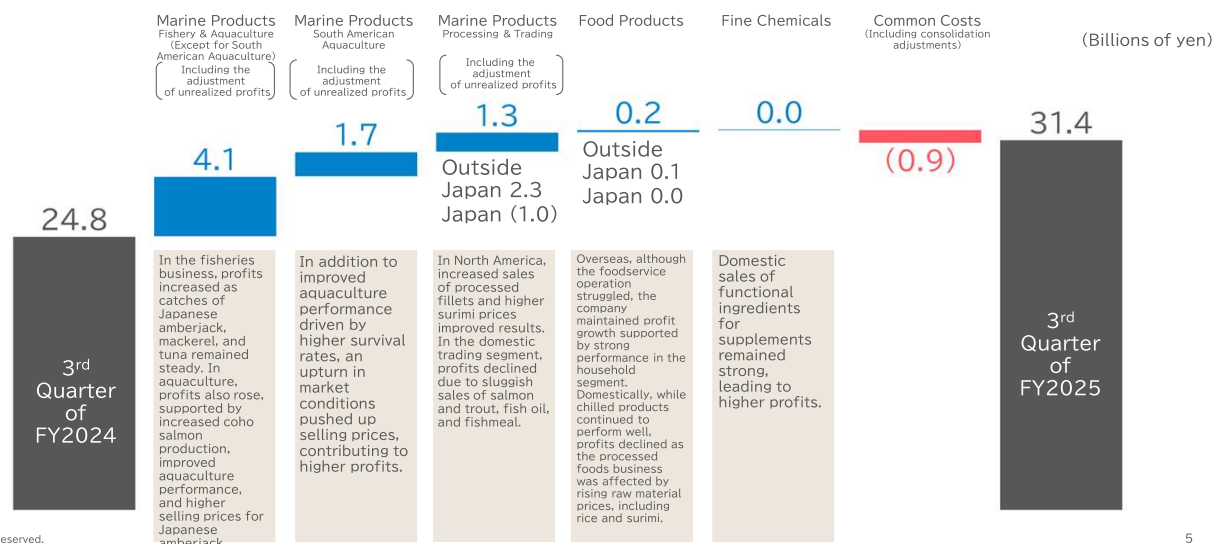 Marine Products
Fishery & Aquaculture
(Except for South
American Aquaculture)
Including the
adjustment
of unrealized profits
Marine Products
South American
Aquaculture
Including the
adjustment
of unrealized profits
Marine Products
Processing & Trading
Including the
adjustment
of unrealized profits
Food Products
Fine Chemicals
Common Costs
(Including consolidation
adjustments)
(Billions of yen)
24.8
4.1
1.7
1.3
Outside
Japan 2.3
Japan (1.0)
0.2
Outside
Japan 0.1
Japan 0.0
0.0
(0.9)
31.4
3rd
Quarter
of
FY2024
In the fisheries
business, profits
increased as
catches of
Japanese
amberjack,
mackerel, and
tuna remained
steady. In
aquaculture,
profits also rose,
supported by
increased coho
salmon
production,
improved
aquaculture
performance,
and higher
selling prices for
Japanese
amberjack
In addition to
improved
aquaculture
performance
driven by
higher survival
rates, an
upturn in
market
conditions
pushed up
selling prices,
contributing to
higher profits.
In North America,
increased sales
of processed
fillets and higher
surimi prices
improved results.
In the domestic
trading segment,
profits declined
due to sluggish
sales of salmon
and trout, fish oil,
and fishmeal.
Overseas, although
the foodservice
operation
struggled, the
company
maintained profit
growth supported
by strong
performance in the
household
segment.
Domestically, while
chilled products
continued to
perform well,
profits declined as
the processed
foods business
was affected by
rising raw material
prices, including
rice and surimi.
Domestic
sales of
functional
ingredients
for
supplements
remained
strong,
leading to
higher profits.
3rd
Quarter
of
FY2025
eserved.
5